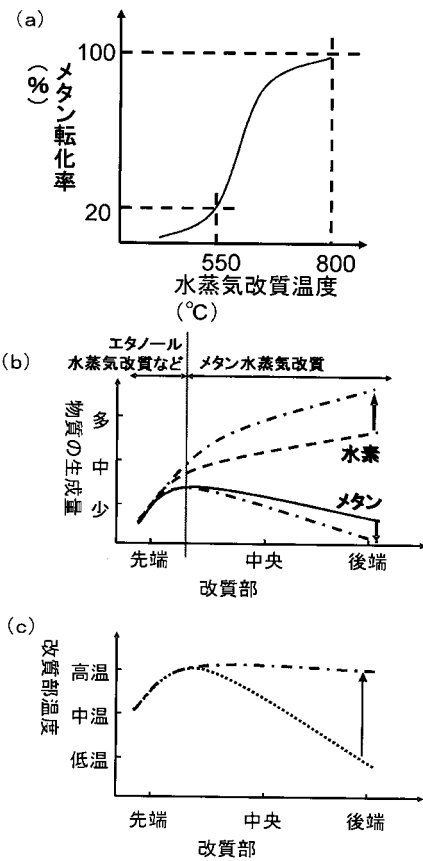 (a)
100
メタン転化率
(%)
20
550
800
水蒸気改質温度
(℃)
(b)
エタノール
水蒸気改質など
メタン水蒸気改質
物質の生成量
多
中
少
水素
メタン
先端
中央
後端
改質部
(c)
改質部温度
高温
中温
低温
先端
中央
後端
改質部